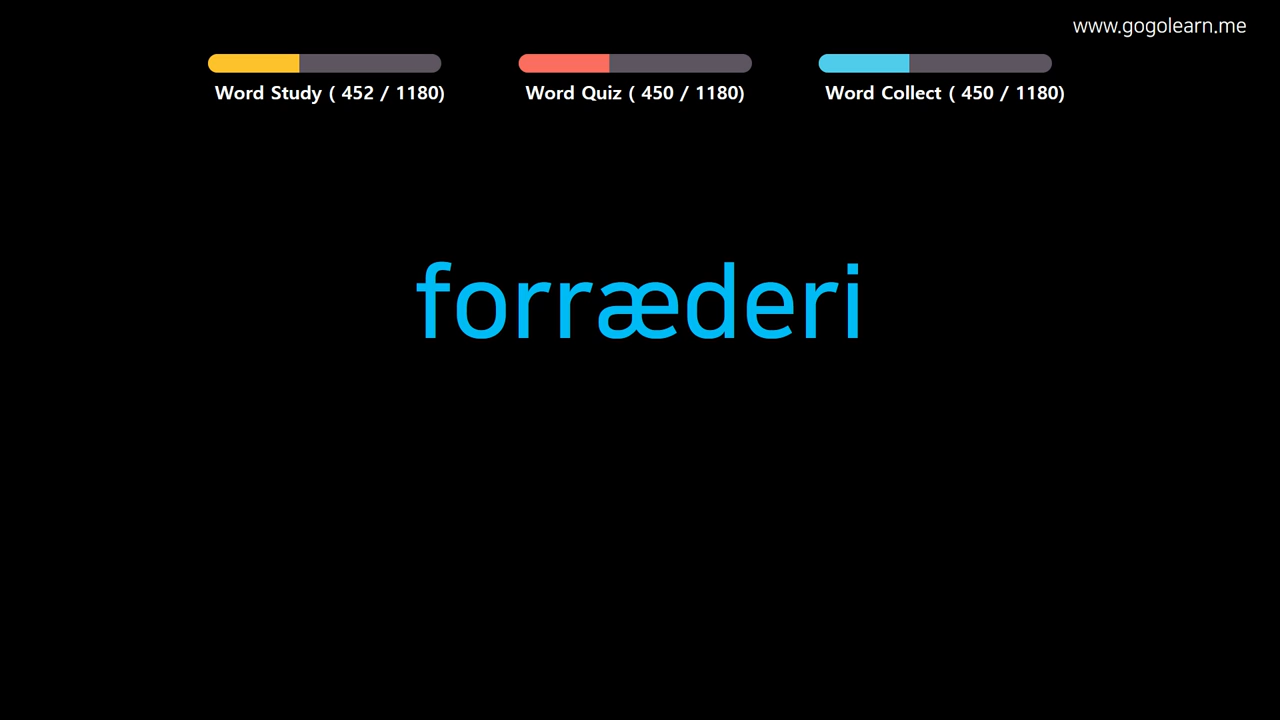 www.gogolearn.me
Word Study ( 452 / 1180)
Word Quiz ( 450 / 1180)
Word Collect ( 450 / 1180)
forræderi